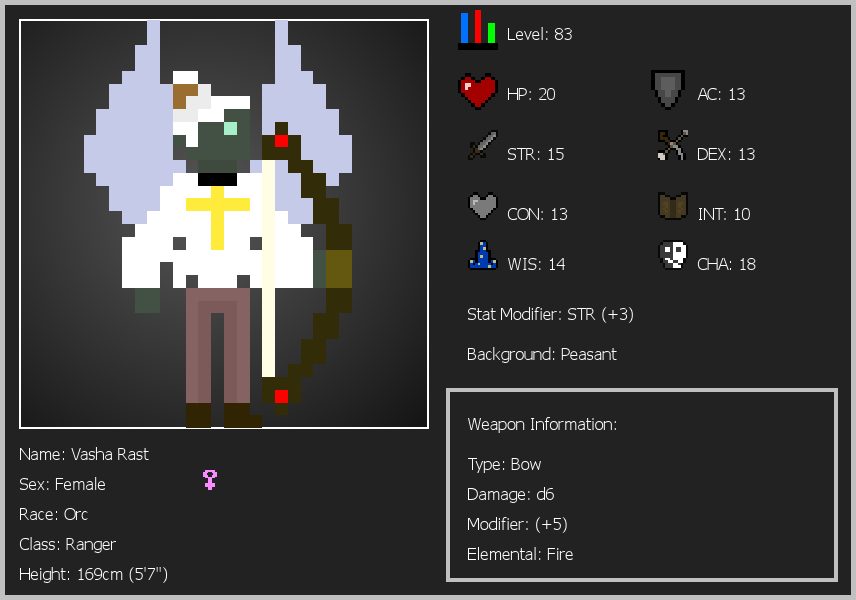 Level: 83
HP: 20
AC: 13
STR: 15
DEX: 13
CON: 13
INT: 10
WIS: 14
CHA: 18
Stat Modifier: STR (+3)
Background: Peasant
Weapon Information:
Type: Bow
Damage: d6
Modifier: (+5)
Elemental: Fire
Name: Vasha Rast
Sex: Female
Race: Orc
Class: Ranger
Height: 169cm (5'7")